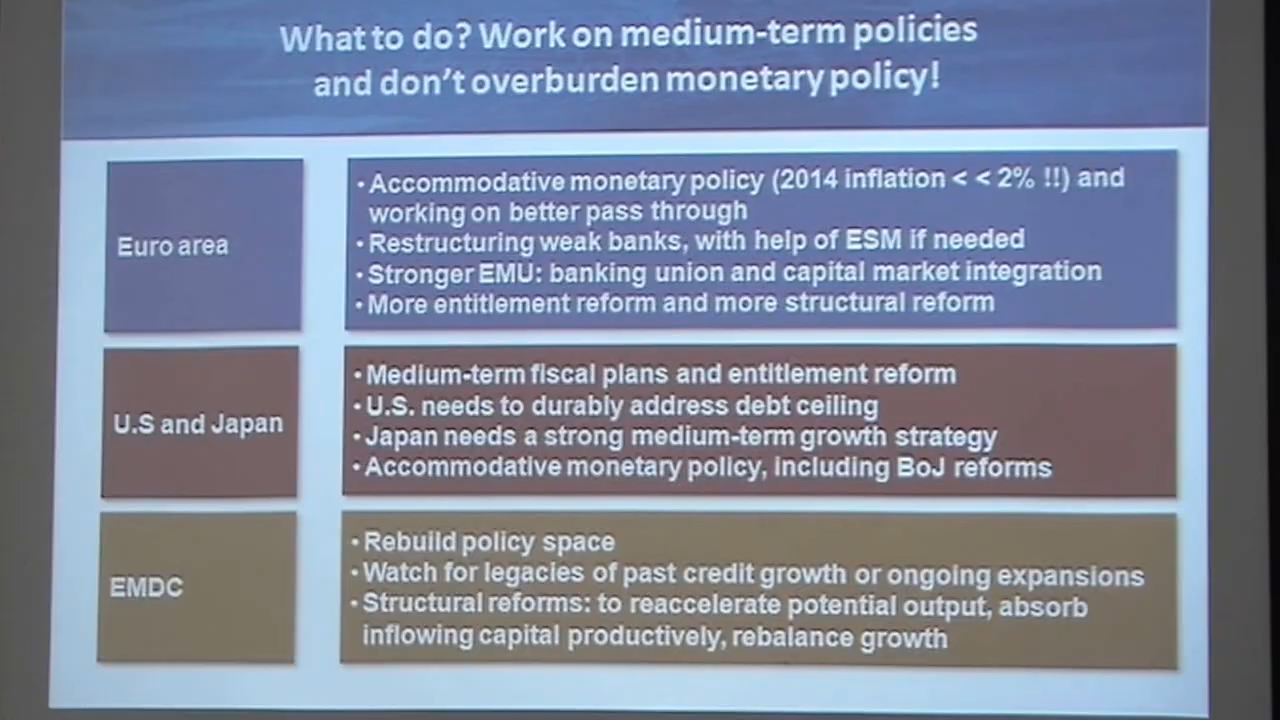 What to do? Work on medium-term policies
and don't overburden monetary policy!
Euro area
• Accommodative monetary policy (2014 inflation < < 2% !!) and
working on better pass through
• Restructuring weak banks, with help of ESM if needed
• Stronger EMU: banking union and capital market integration
• More entitlement reform and more structural reform
U.S and Japan
• Medium-term fiscal plans and entitlement reform
• U.S. needs to durably address debt ceiling
• Japan needs a strong medium-term growth strategy
• Accommodative monetary policy, including BoJ reforms
EMDC
• Rebuild policy space
• Watch for legacies of past credit growth or ongoing expansions
• Structural reforms: to reaccelerate potential output, absorb
inflowing capital productively, rebalance growth